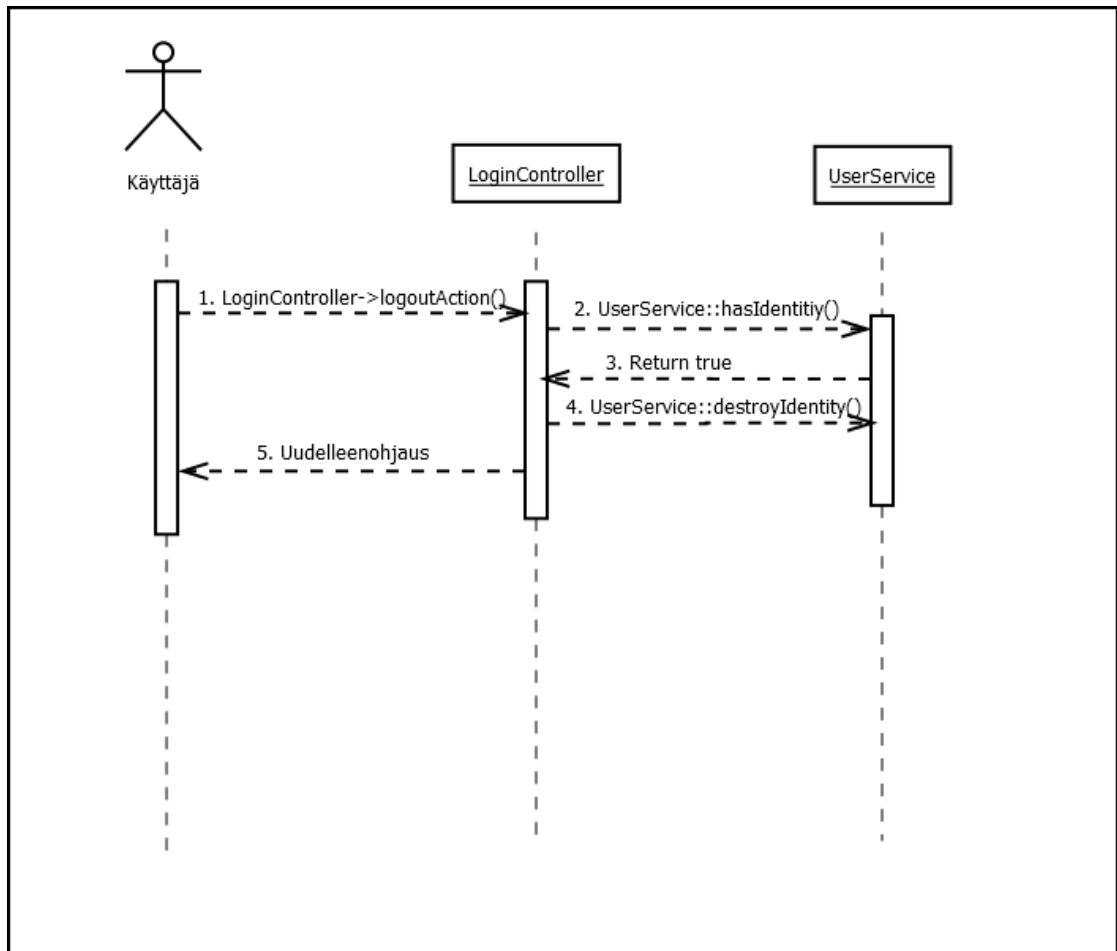 Käyttäjä
LoginController
UserService
1. LoginController->logoutAction()
2. UserService::hasIdentitiy()
3. Return true
4. UserService::destroyIdentity()
5. Uudelleenohjaus